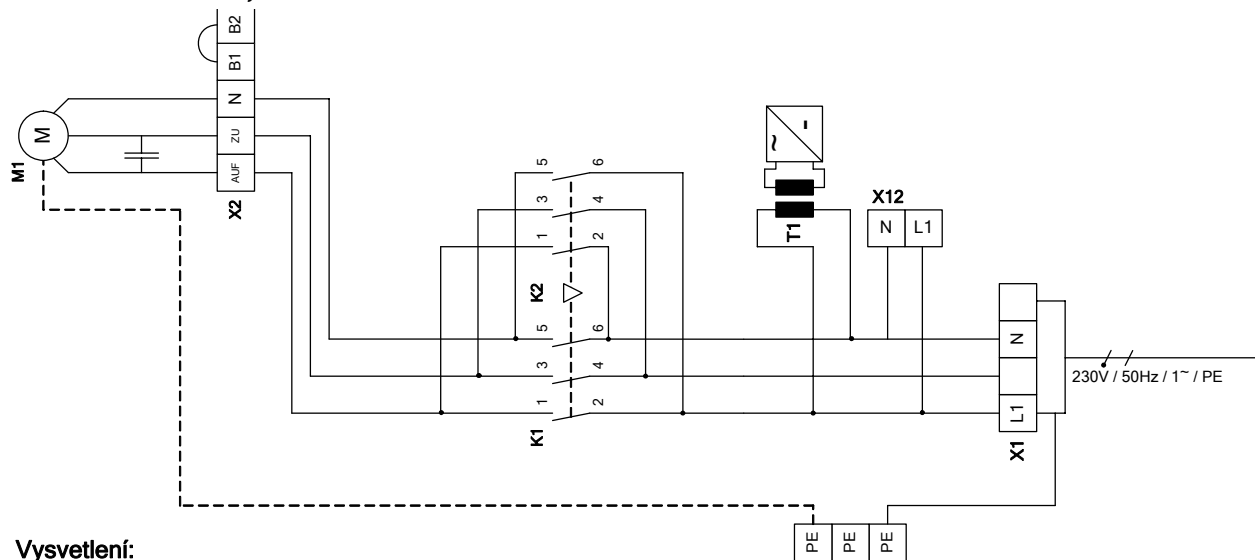 B2
B1
N
ZU
AUF
X2
M
M1
5 6
3 4
1 2
K2
5 6
3 4
1 2
K1
~ -
T1
X12
N L1
N
L1
X1
230V / 50Hz / 1~ / PE
PE PE PE
Vysvetlení: